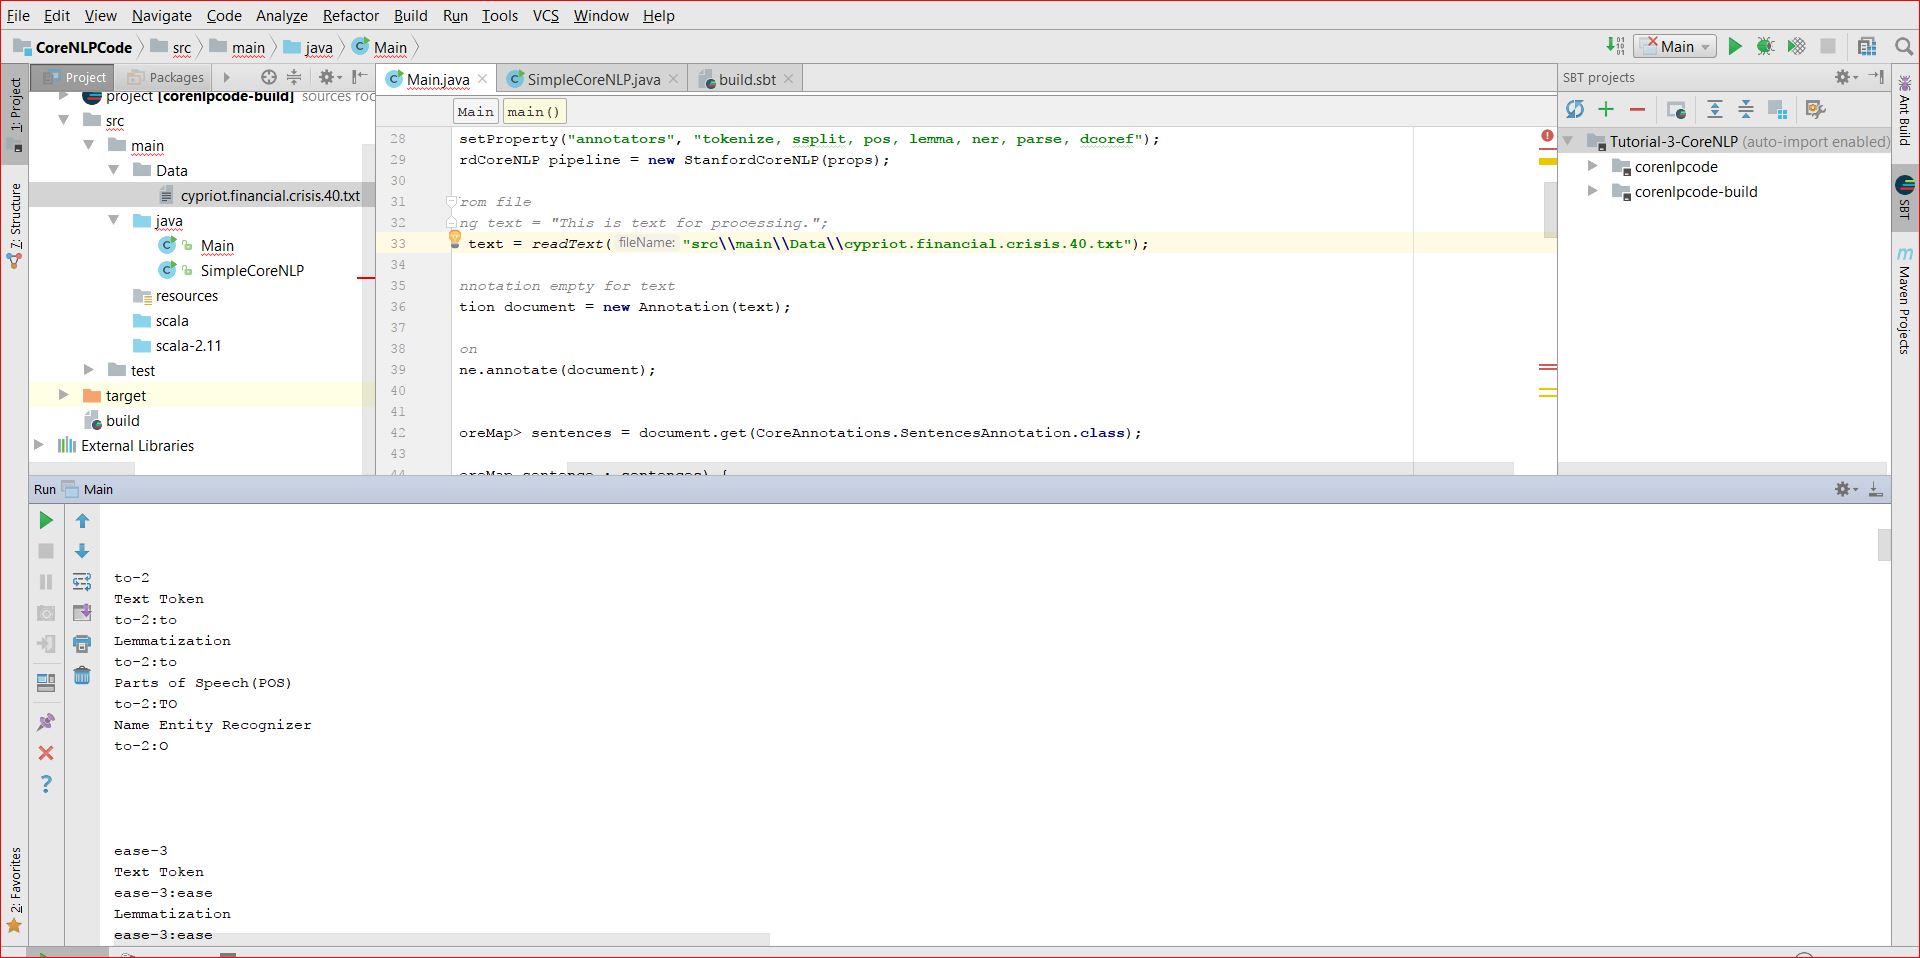 File Edit View Navigate Code Analyze Refactor Build Run Tools VCS Window Help
CoreNLPCode src main java Main
Main
Project Packages
Main.java SimpleCoreNLP.java build.sbt
SBT projects
1: Project
7: Structure
2: Favorites
project [corenlpcode-build] sources roc
src
main
Data
cypriot.financial.crisis.40.txt
java
Main
SimpleCoreNLP
resources
scala
scala-2.11
test
target
build
External Libraries
Main main()
28 setProperty("annotators", "tokenize, ssplit, pos, lemma, ner, parse, dcoref");
29 rdCoreNLP pipeline = new StanfordCoreNLP(props);
30
31 rom file
32 ng text = "This is text for processing.";
33 text = readText( fileName: "src\\main\\Data\\cypriot.financial.crisis.40.txt");
34
35 nnotation empty for text
36 tion document = new Annotation(text);
37
38 on
39 ne.annotate(document);
40
41
42 oreMap> sentences = document.get(CoreAnnotations.SentencesAnnotation.class);
43
44 oreMap sentence : sentences) {
Tutorial-3-CoreNLP (auto-import enabled)
corenlpcode
corenlpcode-build
Ant Build
SBT
m Maven Projects
Run Main
to-2
Text Token
to-2:to
Lemmatization
to-2:to
Parts of Speech(POS)
to-2:TO
Name Entity Recognizer
to-2:O
ease-3
Text Token
ease-3:ease
Lemmatization
ease-3:ease